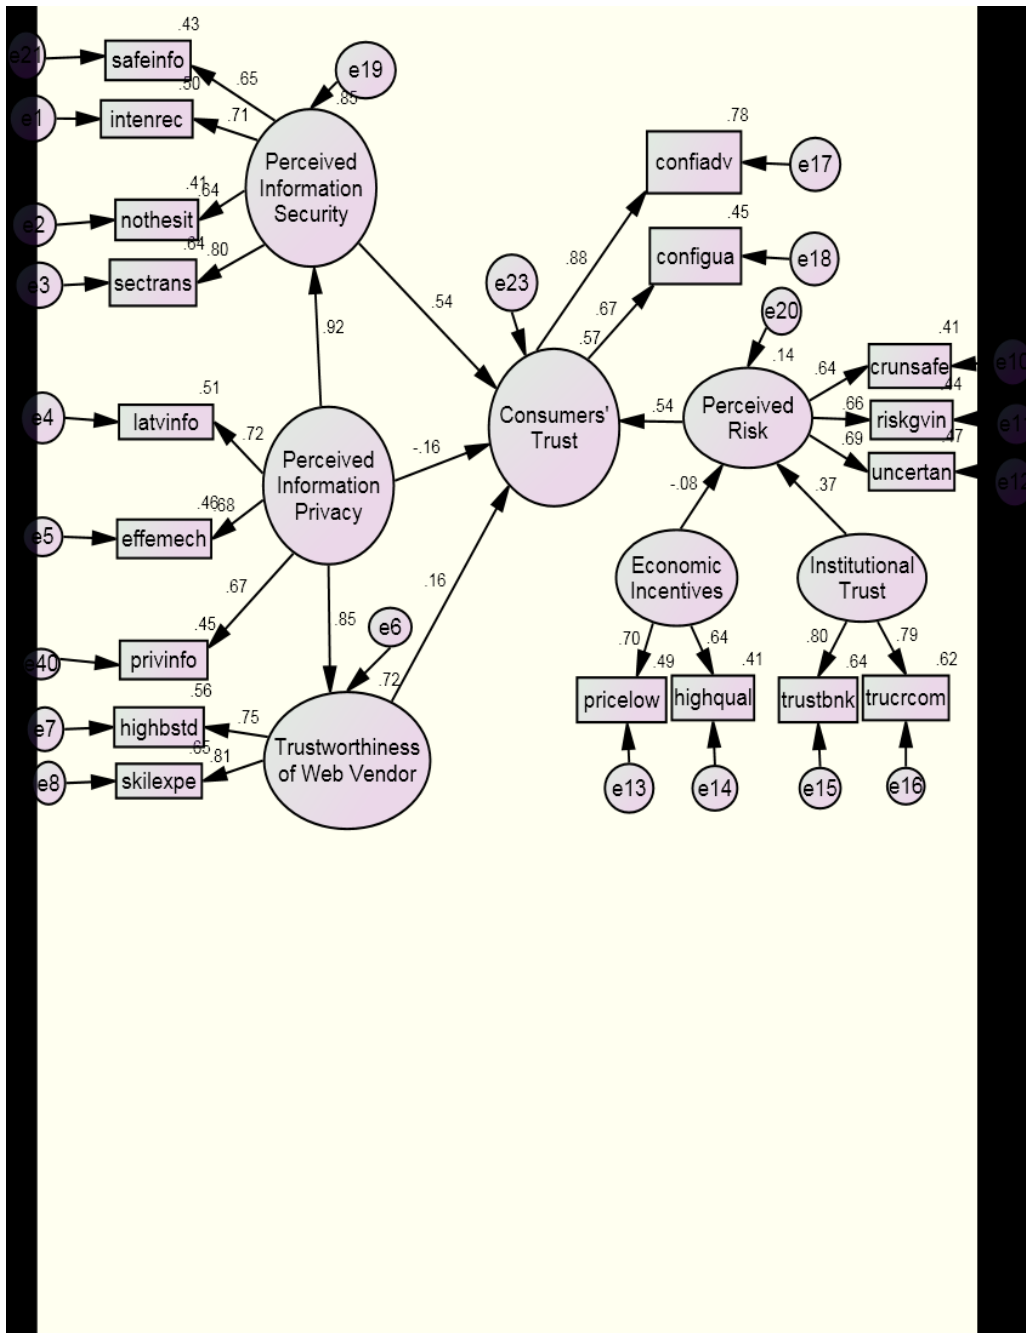 .43
e21
safeinfo
.65
e19
.85
.50
e1
intenrec
.71
Perceived
Information
Security
.41
.64
e2
nothesit
.64
.80
e3
sectrans
.78
confiadv
e17
.45
configua
e18
.88
.67
.57
e23
.54
.92
Consumers'
Trust
e20
.14
.41
.64
crunsafe
e10
.54
Perceived
Risk
.66
.44
riskgvin
.69
.47
uncertan
e12
.51
e4
latvinfo
.72
-.16
Perceived
Information
Privacy
.46
.68
e5
effemech
-.08
.37
Economic
Incentives
Institutional
Trust
.67
.16
.85
e6
.45
e40
privinfo
.72
.70
.49
.64
.41
.80
.64
.79
.62
pricelow
highqual
trustbnk
trucrcom
.56
e7
highbstd
.75
Trustworthiness
of Web Vendor
.65
.81
e8
skilexpe
e13
e14
e15
e16